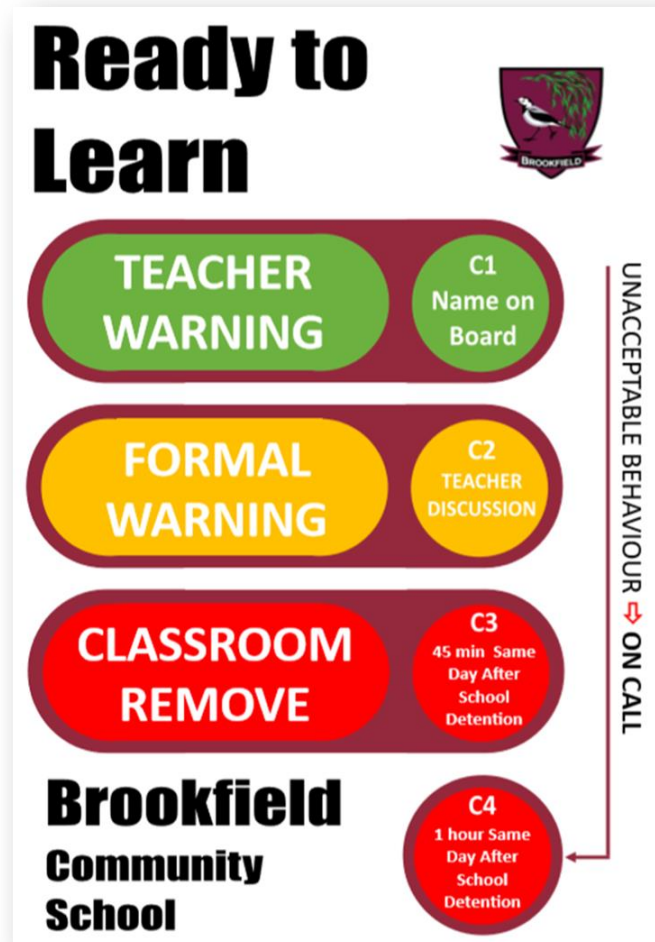 Ready to
Learn
BROOKFIELD
TEACHER
WARNING
C1
Name on
Board
FORMAL
WARNING
C2
TEACHER
DISCUSSION
CLASSROOM
REMOVE
C3
45 min Same
Day After
School
Detention
UNACCEPTABLE BEHAVIOUR ⇨ ON CALL
C4
1 hour Same
Day After
School
Detention
Brookfield
Community
School